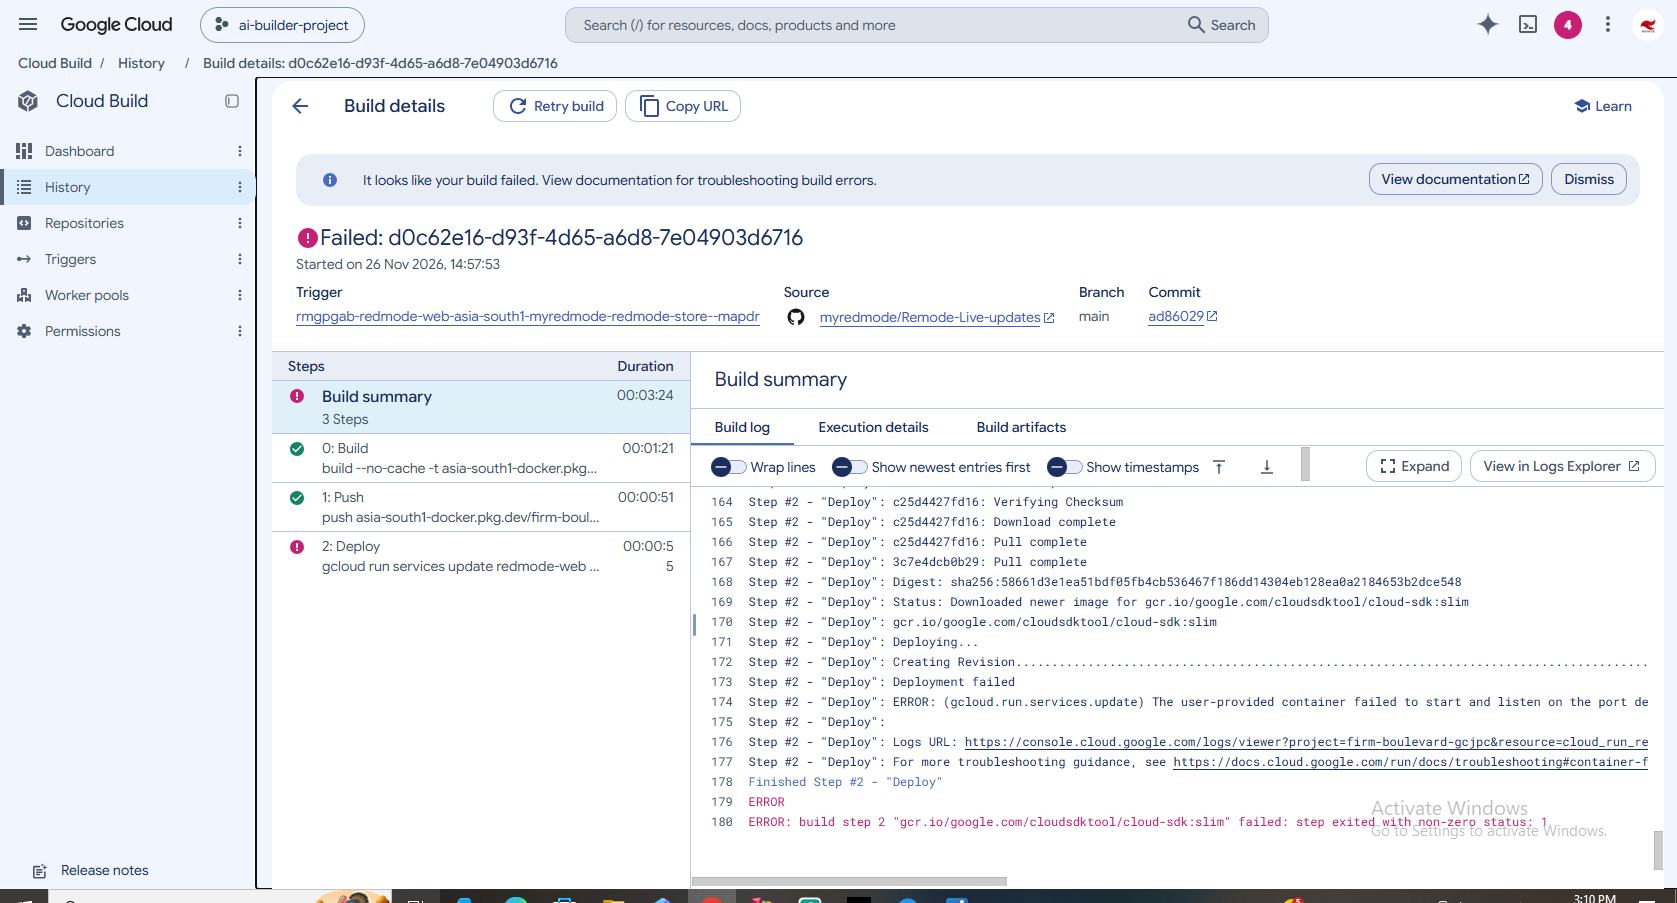 Google Cloud
ai-builder-project
Search (/) for resources, docs, products and more
Search
4
Cloud Build / History / Build details: d0c62e16-d93f-4d65-a6d8-7e04903d6716
Cloud Build
Dashboard
History
Repositories
Triggers
Worker pools
Permissions
Release notes
Build details
Retry build
Copy URL
Learn
It looks like your build failed. View documentation for troubleshooting build errors.
View documentation
Dismiss
Failed: d0c62e16-d93f-4d65-a6d8-7e04903d6716
Started on 26 Nov 2026, 14:57:53
Trigger
rmgpgab-redmode-web-asia-south1-myredmode-redmode-store--mapdr
Source
myredmode/Remode-Live-updates
Branch
main
Commit
ad86029
Steps Duration
Build summary 00:03:24
3 Steps
0: Build 00:01:21
build --no-cache -t asia-south1-docker.pkg...
1: Push 00:00:51
push asia-south1-docker.pkg.dev/firm-boul...
2: Deploy 00:00:5
gcloud run services update redmode-web ... 5
Build summary
Build log Execution details Build artifacts
Wrap lines Show newest entries first Show timestamps
Expand
View in Logs Explorer
164 Step #2 - "Deploy": c25d4427fd16: Verifying Checksum
165 Step #2 - "Deploy": c25d4427fd16: Download complete
166 Step #2 - "Deploy": c25d4427fd16: Pull complete
167 Step #2 - "Deploy": 3c7e4dcb0b29: Pull complete
168 Step #2 - "Deploy": Digest: sha256:58661d3e1ea51bdf05fb4cb536467f186dd14304eb128ea0a2184653b2dce548
169 Step #2 - "Deploy": Status: Downloaded newer image for gcr.io/google.com/cloudsdktool/cloud-sdk:slim
170 Step #2 - "Deploy": gcr.io/google.com/cloudsdktool/cloud-sdk:slim
171 Step #2 - "Deploy": Deploying...
172 Step #2 - "Deploy": Creating Revision........................................................................................
173 Step #2 - "Deploy": Deployment failed
174 Step #2 - "Deploy": ERROR: (gcloud.run.services.update) The user-provided container failed to start and listen on the port de
175 Step #2 - "Deploy":
176 Step #2 - "Deploy": Logs URL: https://console.cloud.google.com/logs/viewer?project=firm-boulevard-gcjpc&resource=cloud_run_re
177 Step #2 - "Deploy": For more troubleshooting guidance, see https://docs.cloud.google.com/run/docs/troubleshooting#container-f
178 Finished Step #2 - "Deploy"
179 ERROR
180 ERROR: build step 2 "gcr.io/google.com/cloudsdktool/cloud-sdk:slim" failed: step exited with non-zero status: 1
Activate Windows
Go to Settings to activate Windows.
3:10 PM